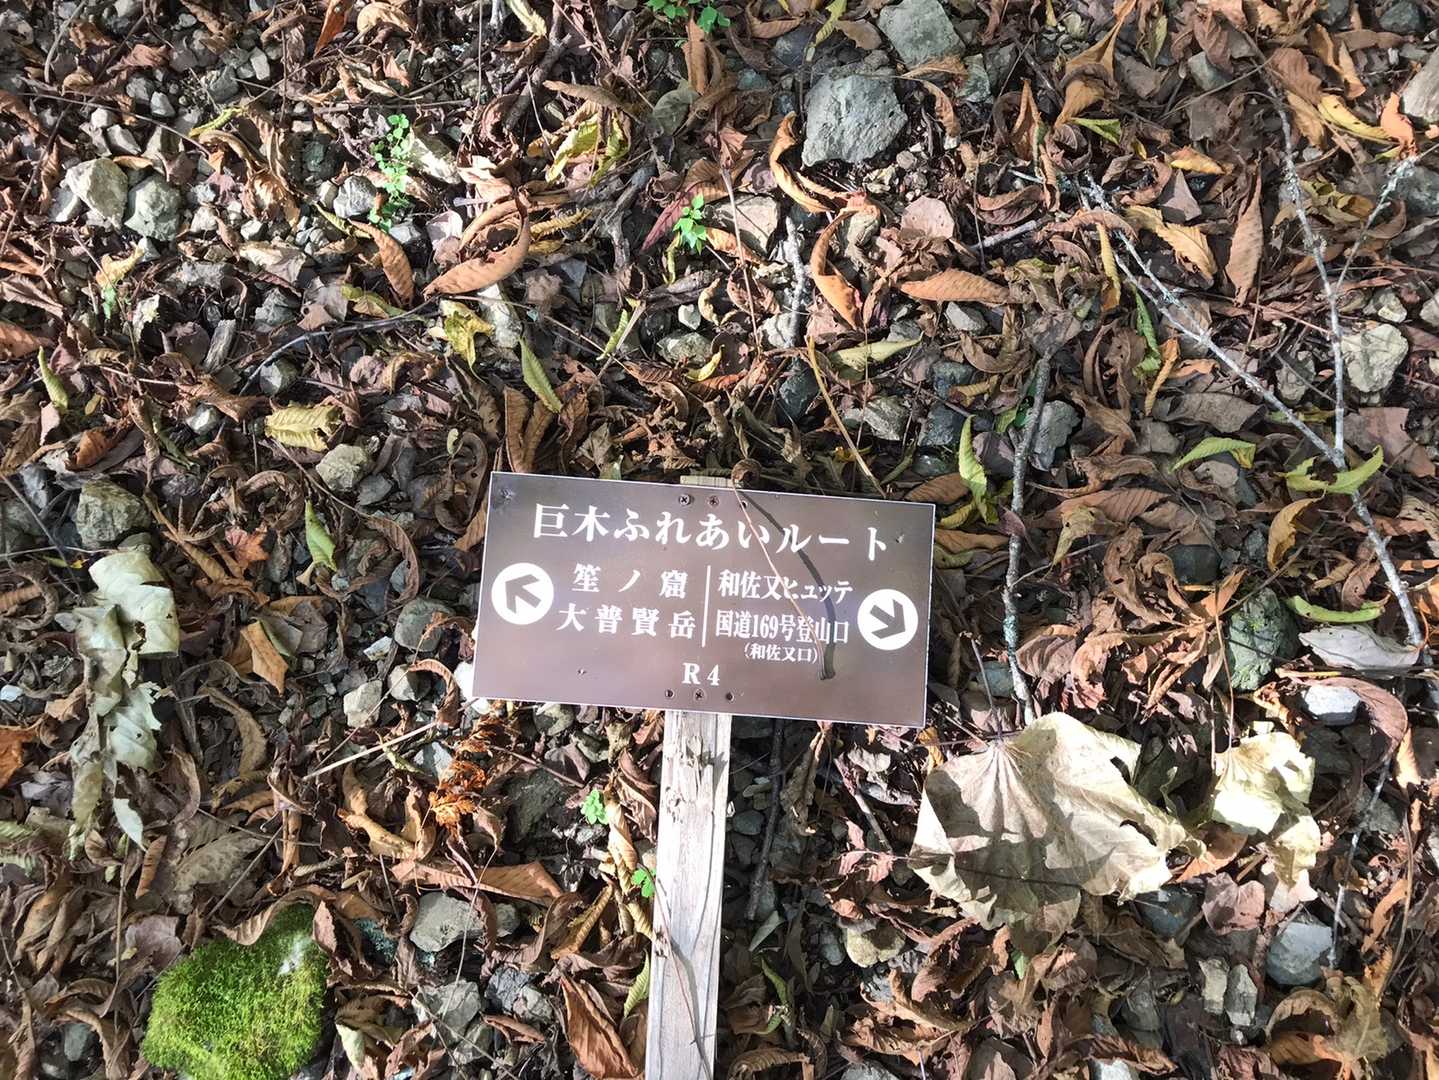 巨木ふれあいルート
笙ノ窟
大普賢岳
和佐又ヒュッテ
国道169号登山口
(和佐又口)
R4